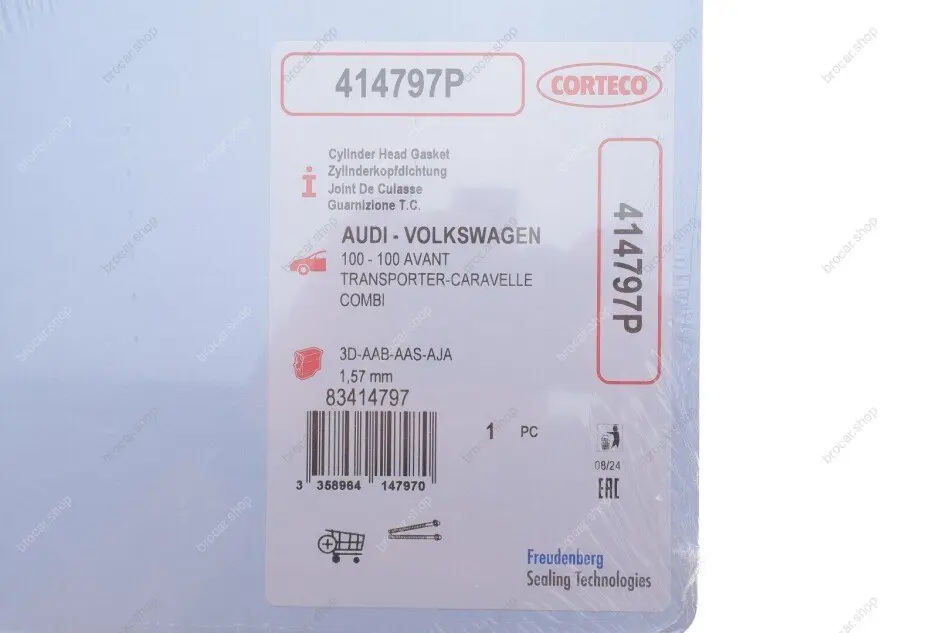 414797P
CORTECO
Cylinder Head Gasket
Zylinderkopfdichtung
Joint De Culasse
Guarnizione T.C.
414797P
AUDI - VOLKSWAGEN
100 - 100 AVANT
TRANSPORTER-CARAVELLE
COMBI
3D-AAB-AAS-AJA
1,57 mm
83414797
1 PC
08/24
EAC
3 358964 147970
Freudenberg
Sealing Technologies
brocar.shop